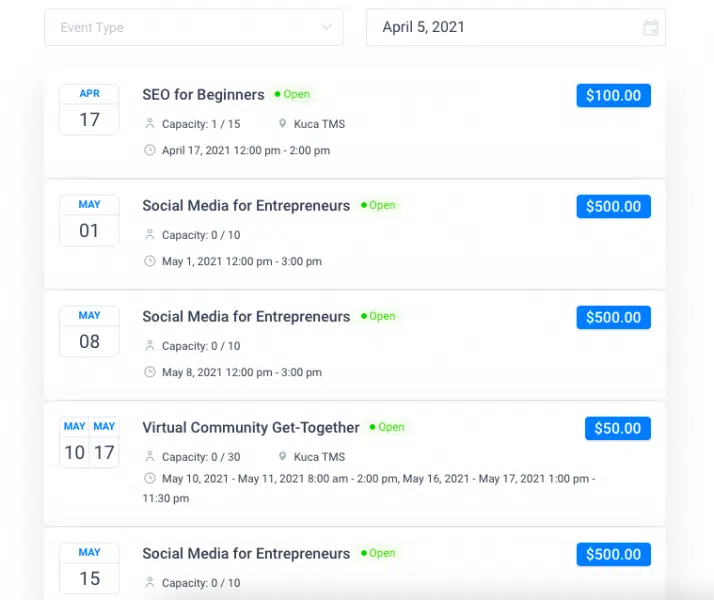 Event Type
April 5, 2021
APR
17
SEO for Beginners Open $100.00
Capacity: 1 / 15 Kuca TMS
April 17, 2021 12:00 pm - 2:00 pm
MAY
01
Social Media for Entrepreneurs Open $500.00
Capacity: 0 / 10
May 1, 2021 12:00 pm - 3:00 pm
MAY
08
Social Media for Entrepreneurs Open $500.00
Capacity: 0 / 10
May 8, 2021 12:00 pm - 3:00 pm
MAY MAY
10 17
Virtual Community Get-Together Open $50.00
Capacity: 0 / 30 Kuca TMS
May 10, 2021 - May 11, 2021 8:00 am - 2:00 pm, May 16, 2021 - May 17, 2021 1:00 pm -
11:30 pm
MAY
15
Social Media for Entrepreneurs Open $500.00
Capacity: 0 / 10